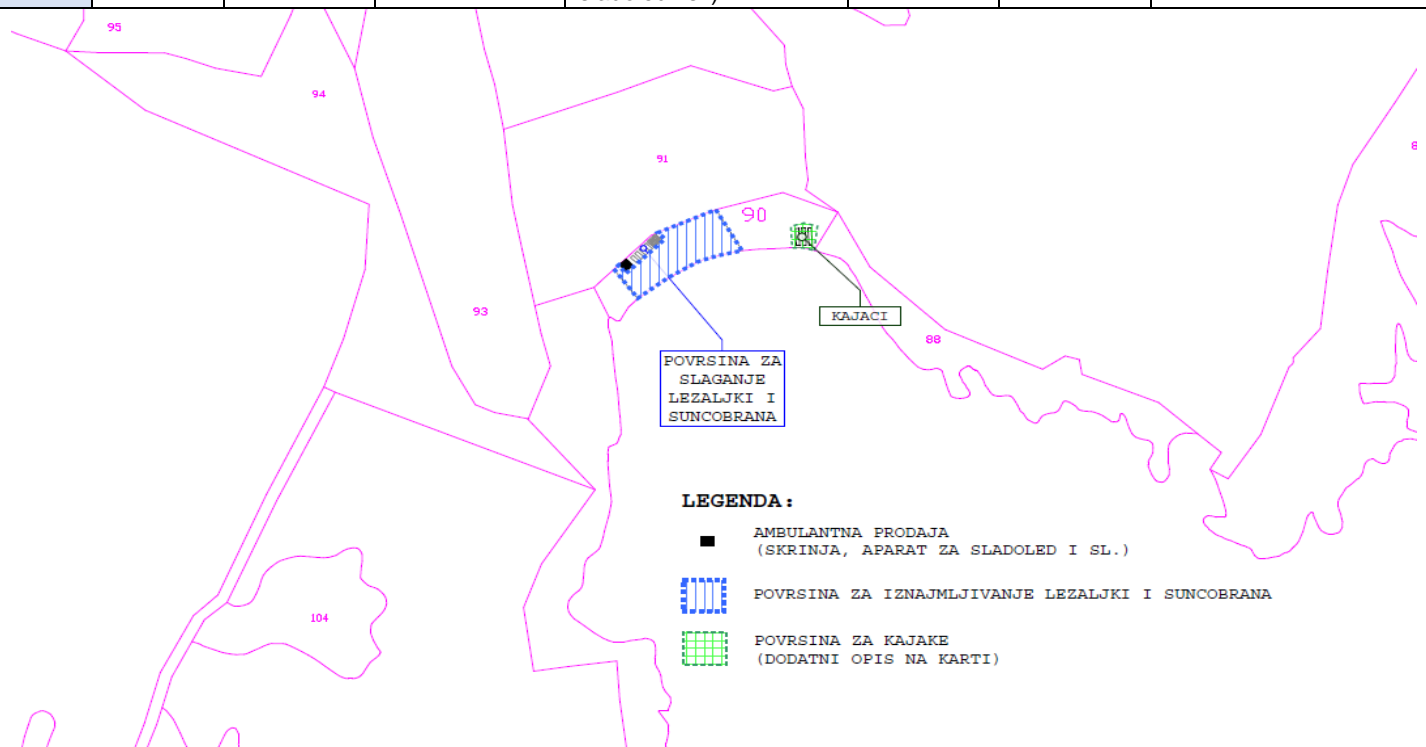 95
94
91
90
93
88
104
KAJACI
POVRSINA ZA
SLAGANJE
LEZALJKI I
SUNCOBRANA
LEGENDA:
AMBULANTNA PRODAJA
(SKRINJA, APARAT ZA SLADOLED I SL.)
POVRSINA ZA IZNAJMLJIVANJE LEZALJKI I SUNCOBRANA
POVRSINA ZA KAJAKE
(DODATNI OPIS NA KARTI)